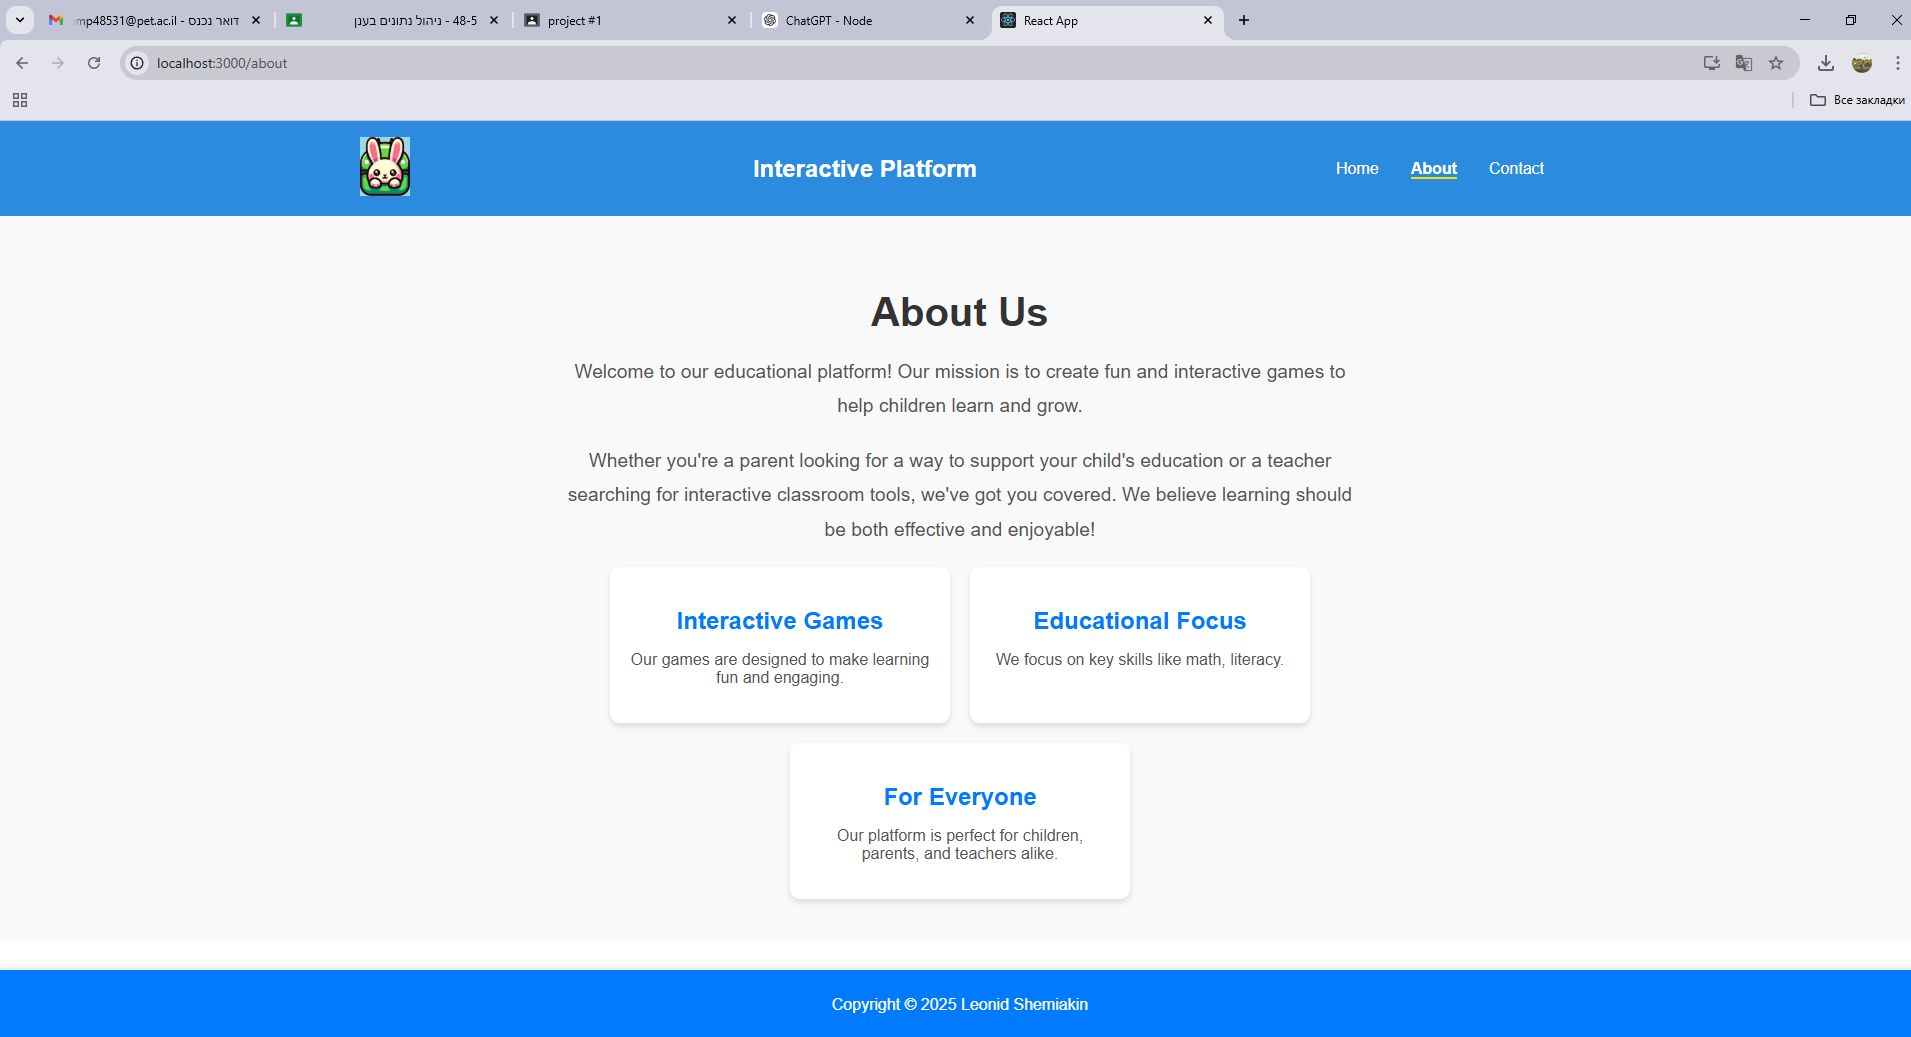 mp48531@pet.ac.il - דואר נכנס
48-5 - ניהול נתונים בענן
project #1
ChatGPT - Node
React App
localhost:3000/about
Все закладки
Interactive Platform
Home
About
Contact
About Us
Welcome to our educational platform! Our mission is to create fun and interactive games to
help children learn and grow.
Whether you're a parent looking for a way to support your child's education or a teacher
searching for interactive classroom tools, we've got you covered. We believe learning should
be both effective and enjoyable!
Interactive Games
Our games are designed to make learning
fun and engaging.
Educational Focus
We focus on key skills like math, literacy.
For Everyone
Our platform is perfect for children,
parents, and teachers alike.
Copyright © 2025 Leonid Shemiakin